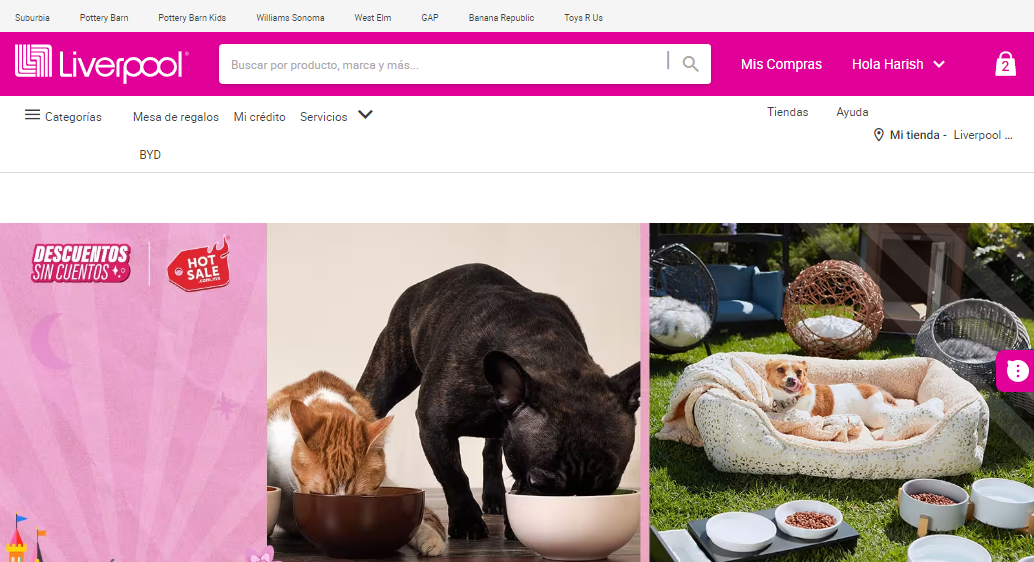 Suburbia Pottery Barn Pottery Barn Kids Williams Sonoma West Elm GAP Banana Republic Toys R Us
Liverpool® Buscar por producto, marca y más... Mis Compras Hola Harish 2
Categorías Mesa de regalos Mi crédito Servicios Tiendas Ayuda
Mi tienda - Liverpool ...
BYD
DESCUENTOS
SIN CUENTOS
HOT
SALE
.COM.MX